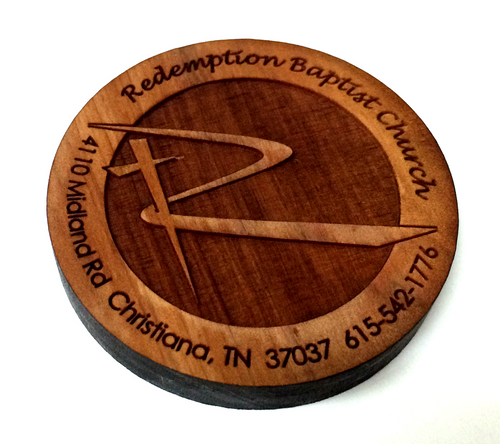 Redemption Baptist Church
4110 Midland Rd Christiana, TN 37037 615-542-1776